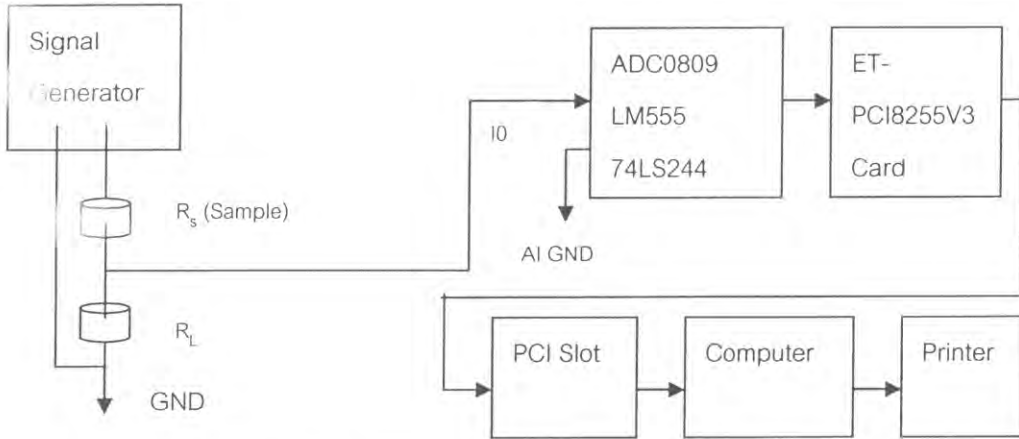 Signal
Generator
R_s (Sample)
R_L
GND
I0
ADC0809
LM555
74LS244
AI GND
ET-
PCI8255V3
Card
PCI Slot
Computer
Printer